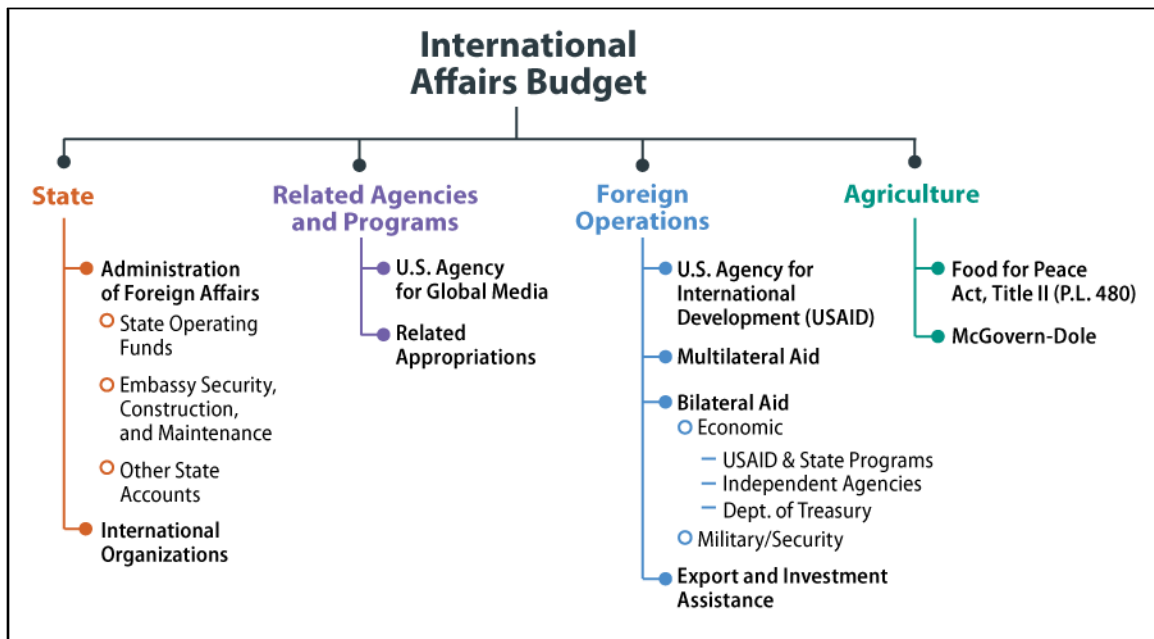 International
Affairs Budget
State
Administration
of Foreign Affairs
State Operating
Funds
Embassy Security,
Construction,
and Maintenance
Other State
Accounts
International
Organizations
Related Agencies
and Programs
U.S. Agency
for Global Media
Related
Appropriations
Foreign
Operations
U.S. Agency for
International
Development (USAID)
Multilateral Aid
Bilateral Aid
Economic
USAID & State Programs
Independent Agencies
Dept. of Treasury
Military/Security
Export and Investment
Assistance
Agriculture
Food for Peace
Act, Title II (P.L. 480)
McGovern-Dole